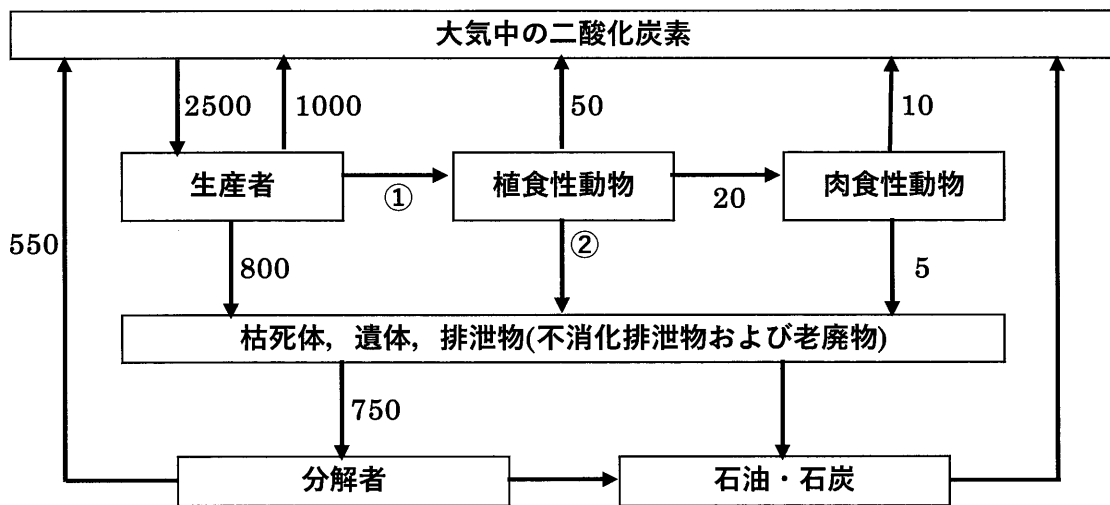 大気中の二酸化炭素
2500
1000
50
10
生産者
①
植食性動物
20
肉食性動物
550
800
②
5
枯死体，遺体，排泄物(不消化排泄物および老廃物)
750
分解者
石油・石炭